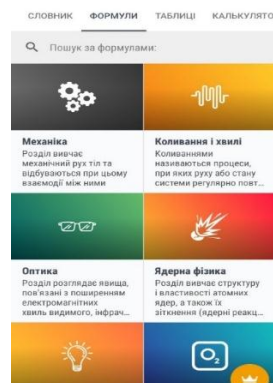 СЛОВНИК ФОРМУЛИ ТАБЛИЦІ КАЛЬКУЛЯТО
Пошук за формулами:
Механіка
Розділ вивчає
механічний рух тіл та
відбуваються при цьому
взаємодії між ними
Коливання і хвилі
Коливаннями
називаються процеси,
при яких руху або стану
системи регулярно повт...
Оптика
Розділ розглядає явища,
пов'язані з поширенням
електромагнітних
хвиль видимого, інфрач...
Ядерна фізика
Розділ вивчає структуру
і властивості атомних
ядер, а також їх
зіткнення (ядерні реакц...
O₂